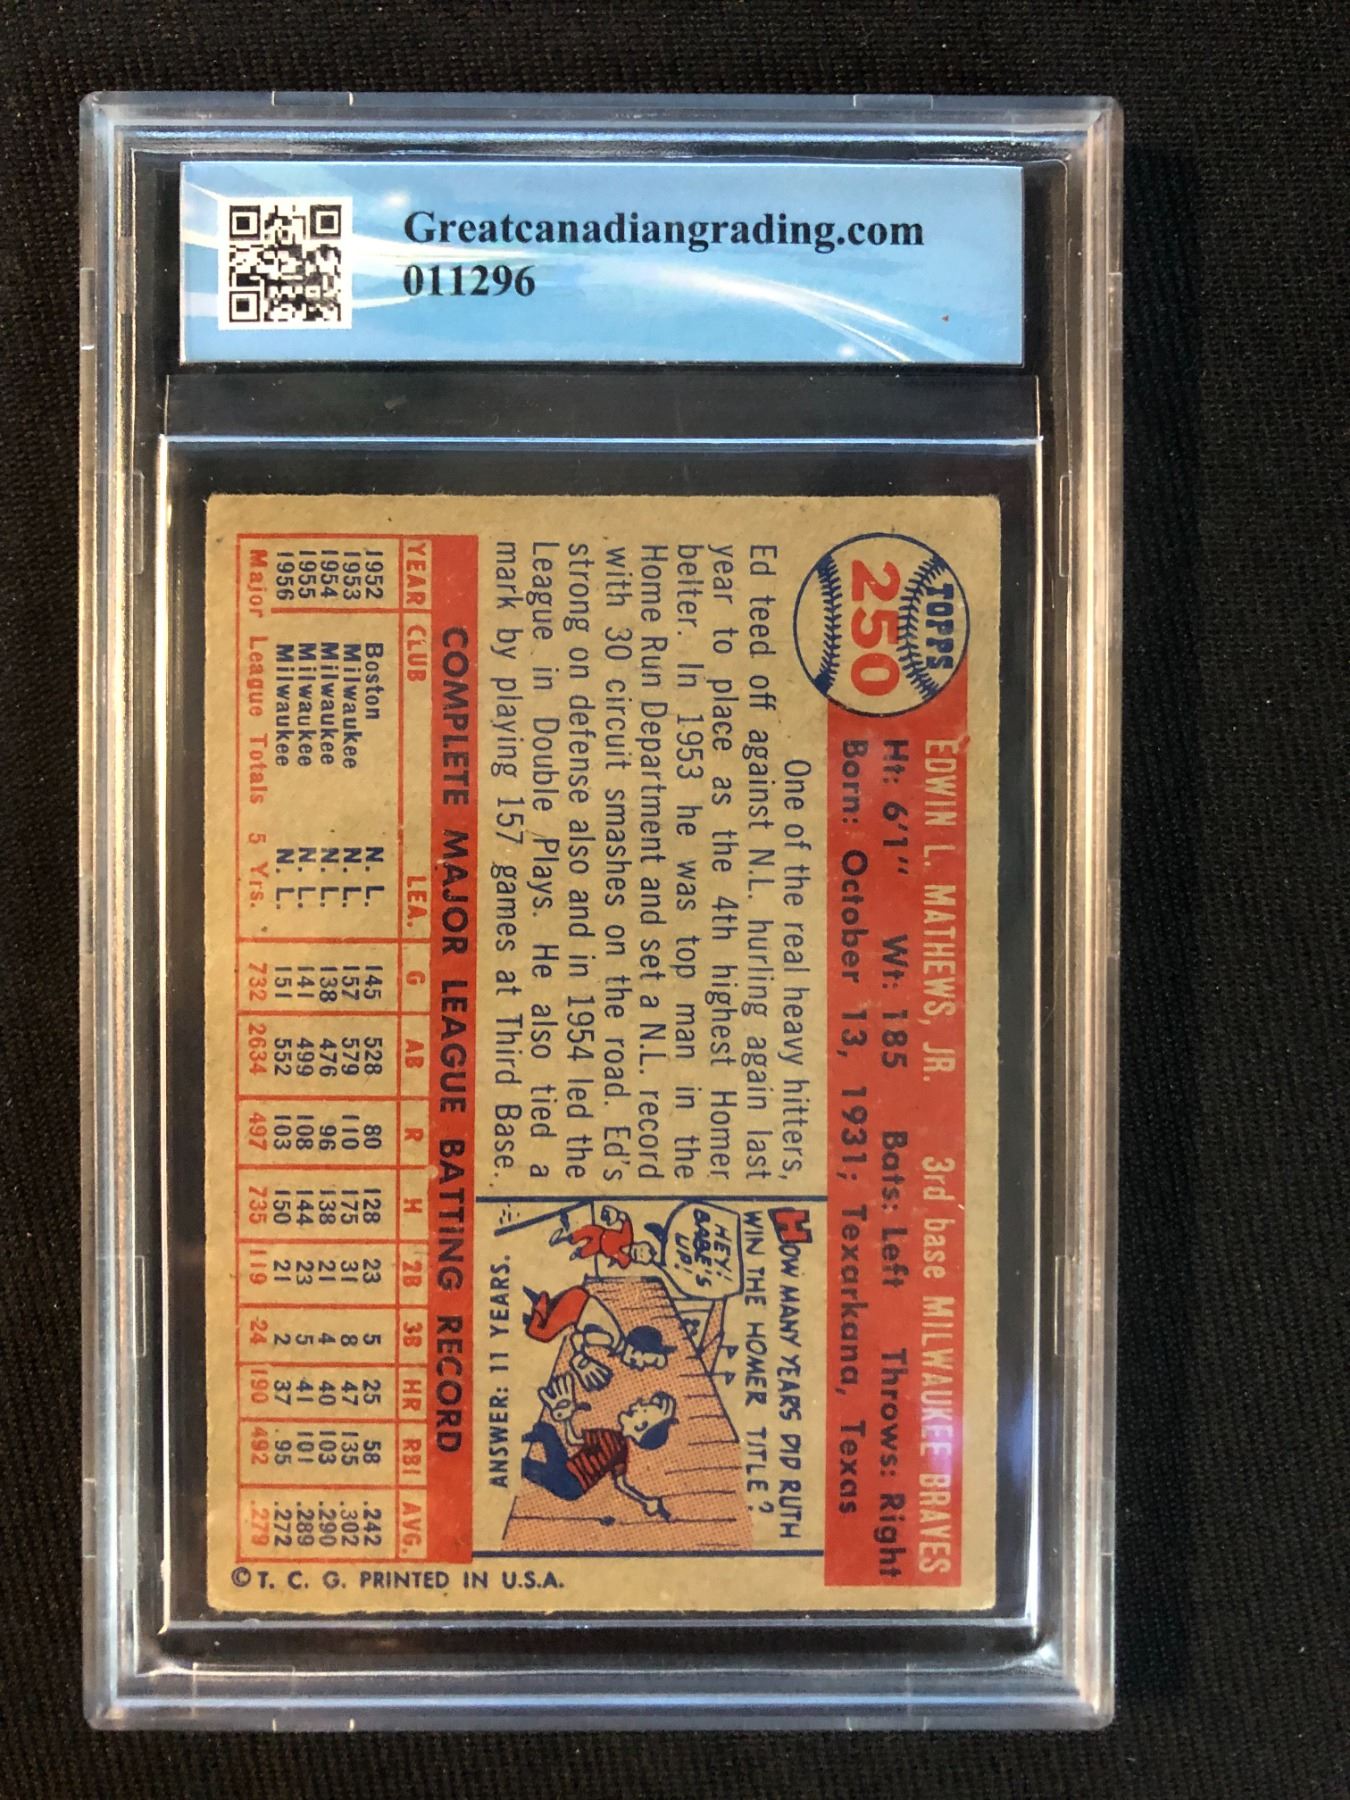 Greatcanadiangrading.com
011296
TOPPS
250
EDWIN L. MATHEWS, JR. 3rd base MILWAUKEE BRAVES
Ht: 6'1" Wt: 185 Bats: Left Throws: Right
Born: October 13, 1931; Texarkana, Texas
One of the real heavy hitters,
Ed teed off against N.L. hurling again last
year to place as the 4th highest Homer
belter. In 1953 he was top man in the
Home Run Department and set a N.L. record
with 30 circuit smashes on the road. Ed's
strong on defense also and in 1954 led the
League in Double Plays. He also tied a
mark by playing 157 games at Third Base.
HOW MANY YEARS DID RUTH
WIN THE HOMER TITLE?
HEY!
BABE'S
UP!
ANSWER: 11 YEARS.
COMPLETE MAJOR LEAGUE BATTING RECORD
YEAR CLUB LEA. G AB R H 2B 3B HR RBI AVG.
1952 Boston N. L. 145 528 80 128 23 5 25 58 .242
1953 Milwaukee N. L. 157 579 110 175 31 8 47 135 .302
1954 Milwaukee N. L. 138 476 96 138 21 4 40 103 .290
1955 Milwaukee N. L. 141 499 108 144 23 5 41 101 .289
1956 Milwaukee N. L. 151 552 103 150 21 2 37 95 .272
Major League Totals 5 Yrs. 732 2634 497 735 119 24 190 492 .279
© T. C. G. PRINTED IN U.S.A.